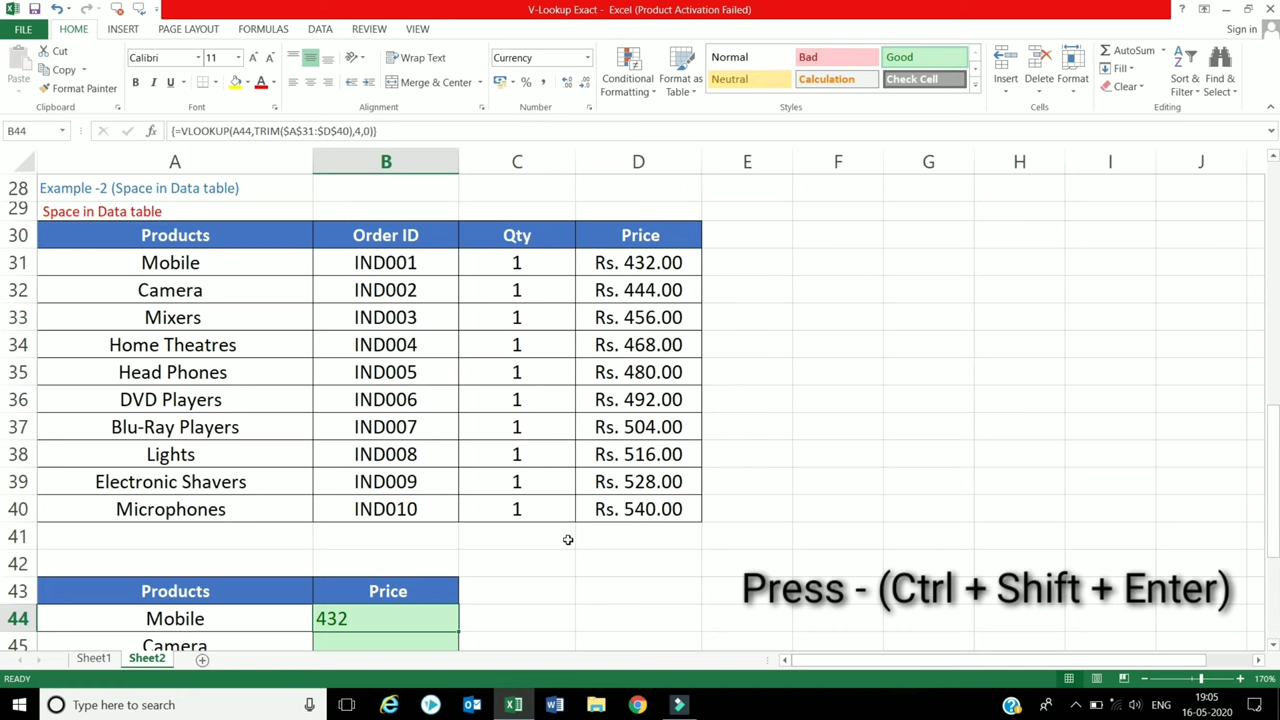 V-Lookup Exact - Excel (Product Activation Failed)
FILE HOME INSERT PAGE LAYOUT FORMULAS DATA REVIEW VIEW Sign in
Paste
Cut
Copy
Format Painter
Clipboard
Calibri 11
B I U
Font
Wrap Text
Merge & Center
Alignment
Currency
Number
Conditional Formatting
Format as Table
Normal Bad Good
Neutral Calculation Check Cell
Styles
Insert Delete Format
Cells
AutoSum
Fill
Clear
Sort & Filter
Find & Select
Editing
B44 fx {=VLOOKUP(A44,TRIM($A$31:$D$40),4,0)}
A B C D E F G H I J
28 Example -2 (Space in Data table)
29 Space in Data table
30 Products Order ID Qty Price
31 Mobile IND001 1 Rs. 432.00
32 Camera IND002 1 Rs. 444.00
33 Mixers IND003 1 Rs. 456.00
34 Home Theatres IND004 1 Rs. 468.00
35 Head Phones IND005 1 Rs. 480.00
36 DVD Players IND006 1 Rs. 492.00
37 Blu-Ray Players IND007 1 Rs. 504.00
38 Lights IND008 1 Rs. 516.00
39 Electronic Shavers IND009 1 Rs. 528.00
40 Microphones IND010 1 Rs. 540.00
41
42
43 Products Price
Press - (Ctrl + Shift + Enter)
44 Mobile 432
45 Camera
Sheet1 Sheet2
READY 170%
Type here to search
ENG
19:05
16-05-2020